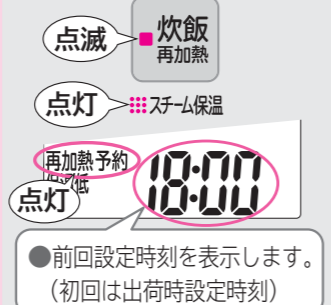 点滅
炊飯
再加熱
点灯
スチーム保温
再加熱予約
低
18:00
点灯
●前回設定時刻を表示します。
（初回は出荷時設定時刻）